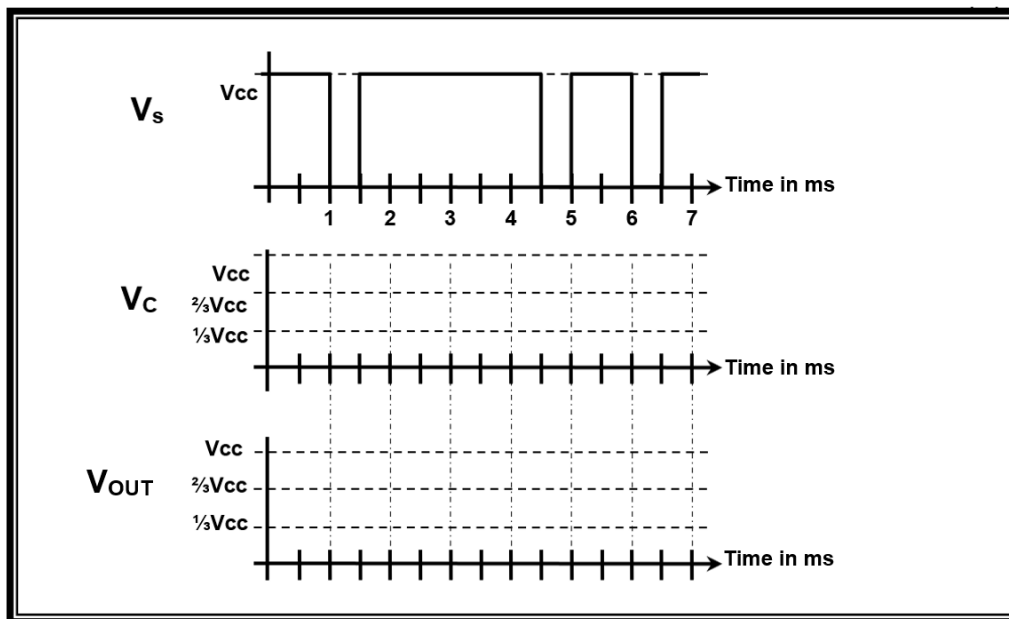 Vcc
Vs
Time in ms
1 2 3 4 5 6 7
Vcc
VC
⅔Vcc
⅓Vcc
Time in ms
Vcc
VOUT
⅔Vcc
⅓Vcc
Time in ms